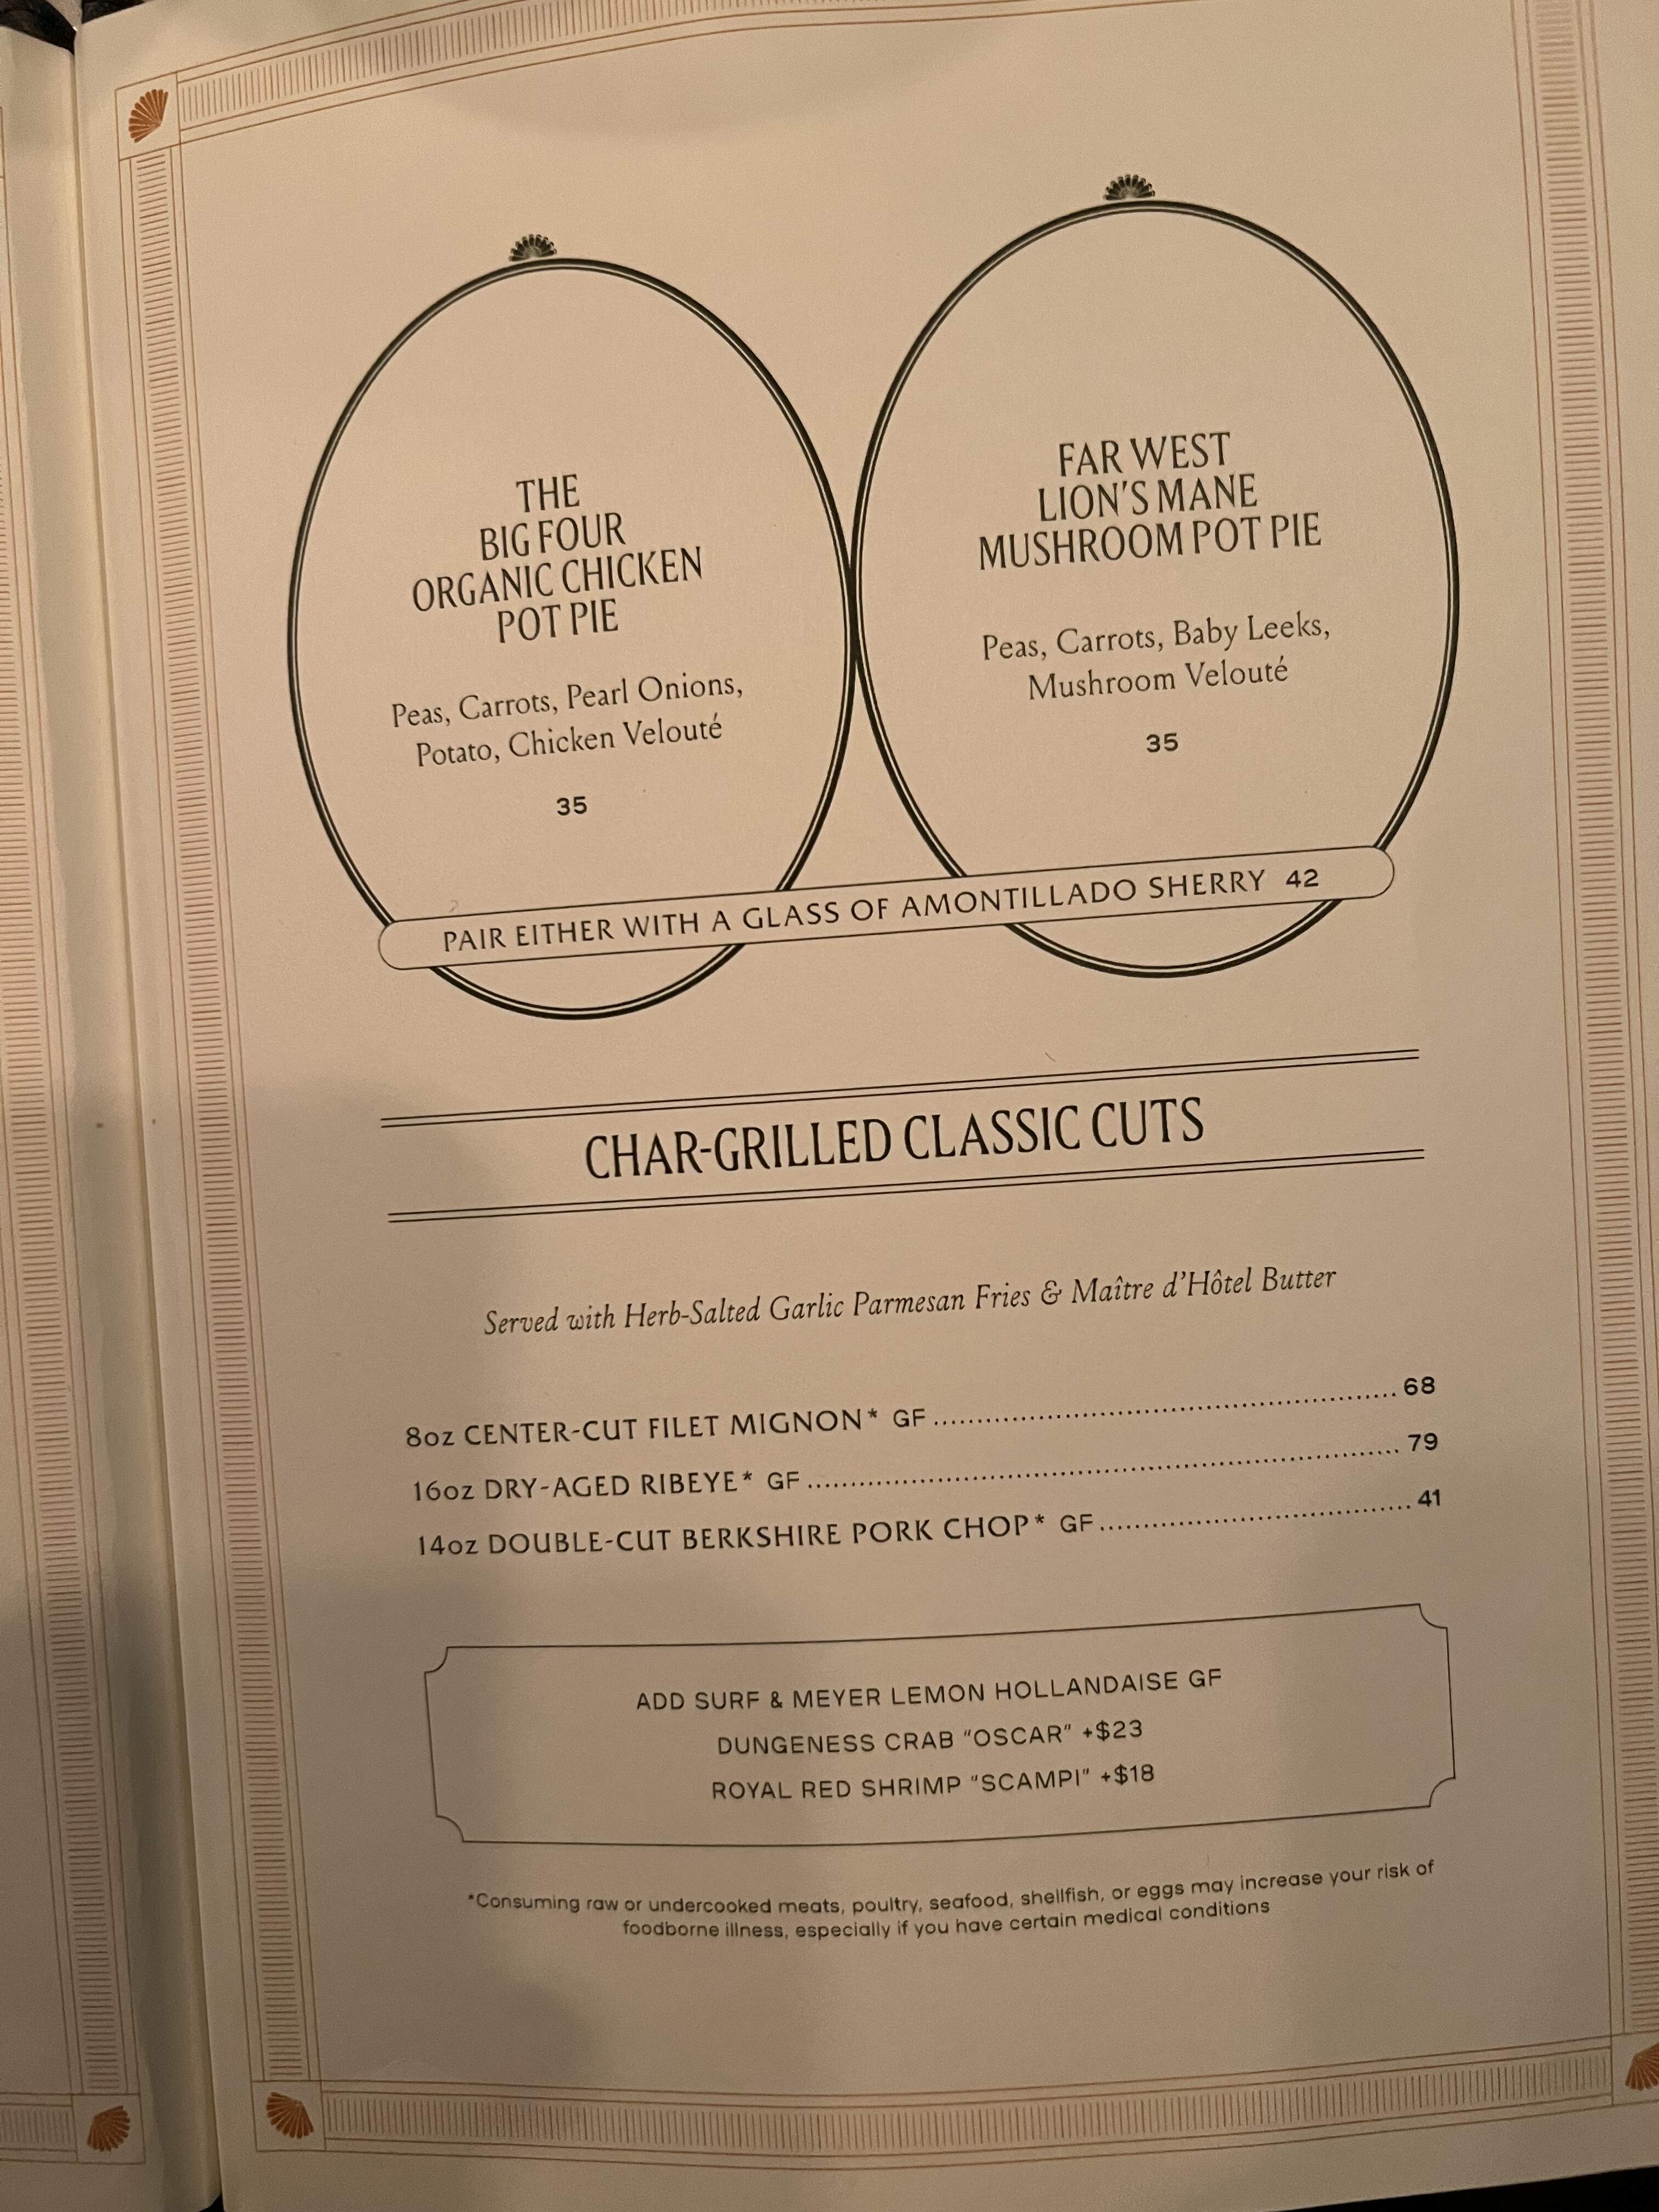 THE
BIG FOUR
ORGANIC CHICKEN
POT PIE
Peas, Carrots, Pearl Onions,
Potato, Chicken Velouté
35
FAR WEST
LION'S MANE
MUSHROOM POT PIE
Peas, Carrots, Baby Leeks,
Mushroom Velouté
35
PAIR EITHER WITH A GLASS OF AMONTILLADO SHERRY 42
CHAR-GRILLED CLASSIC CUTS
Served with Herb-Salted Garlic Parmesan Fries & Maître d'Hôtel Butter
8oz CENTER-CUT FILET MIGNON* GF 68
16oz DRY-AGED RIBEYE* GF 79
14oz DOUBLE-CUT BERKSHIRE PORK CHOP* GF 41
ADD SURF & MEYER LEMON HOLLANDAISE GF
DUNGENESS CRAB "OSCAR" +$23
ROYAL RED SHRIMP "SCAMPI" +$18
*Consuming raw or undercooked meats, poultry, seafood, shellfish, or eggs may increase your risk of
foodborne illness, especially if you have certain medical conditions